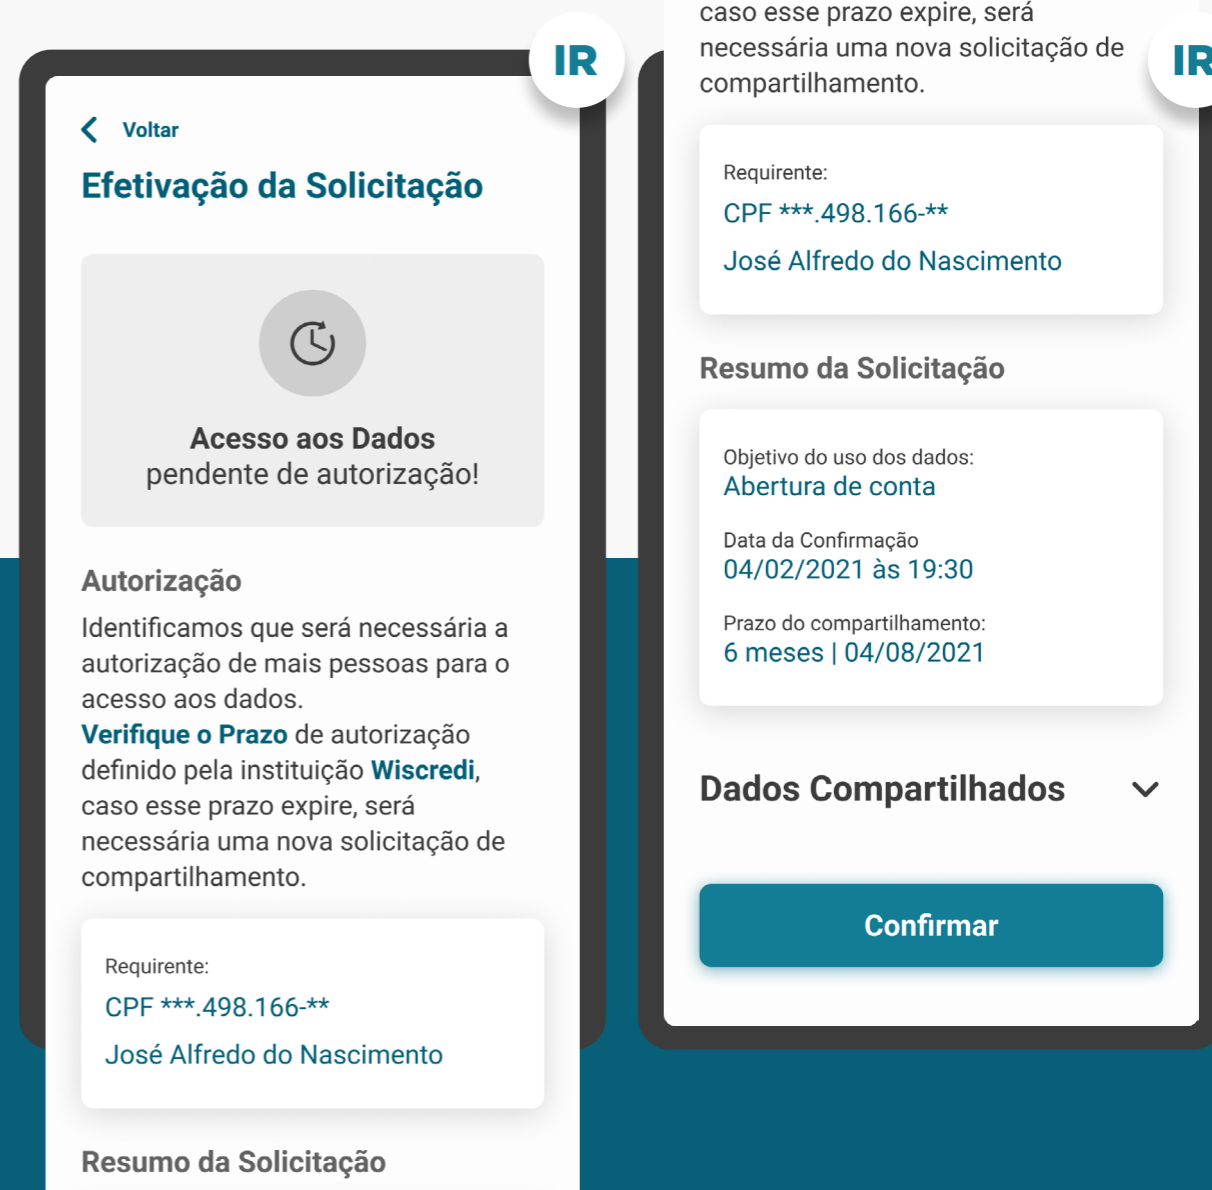 IR
Voltar
Efetivação da Solicitação
Acesso aos Dados
pendente de autorização!
Autorização
Identificamos que será necessária a
autorização de mais pessoas para o
acesso aos dados.
Verifique o Prazo de autorização
definido pela instituição Wiscredi,
caso esse prazo expire, será
necessária uma nova solicitação de
compartilhamento.
Requirente:
CPF ***.498.166-**
José Alfredo do Nascimento
Resumo da Solicitação
caso esse prazo expire, será
necessária uma nova solicitação de
compartilhamento.
IR
Requirente:
CPF ***.498.166-**
José Alfredo do Nascimento
Resumo da Solicitação
Objetivo do uso dos dados:
Abertura de conta
Data da Confirmação
04/02/2021 às 19:30
Prazo do compartilhamento:
6 meses | 04/08/2021
Dados Compartilhados
Confirmar